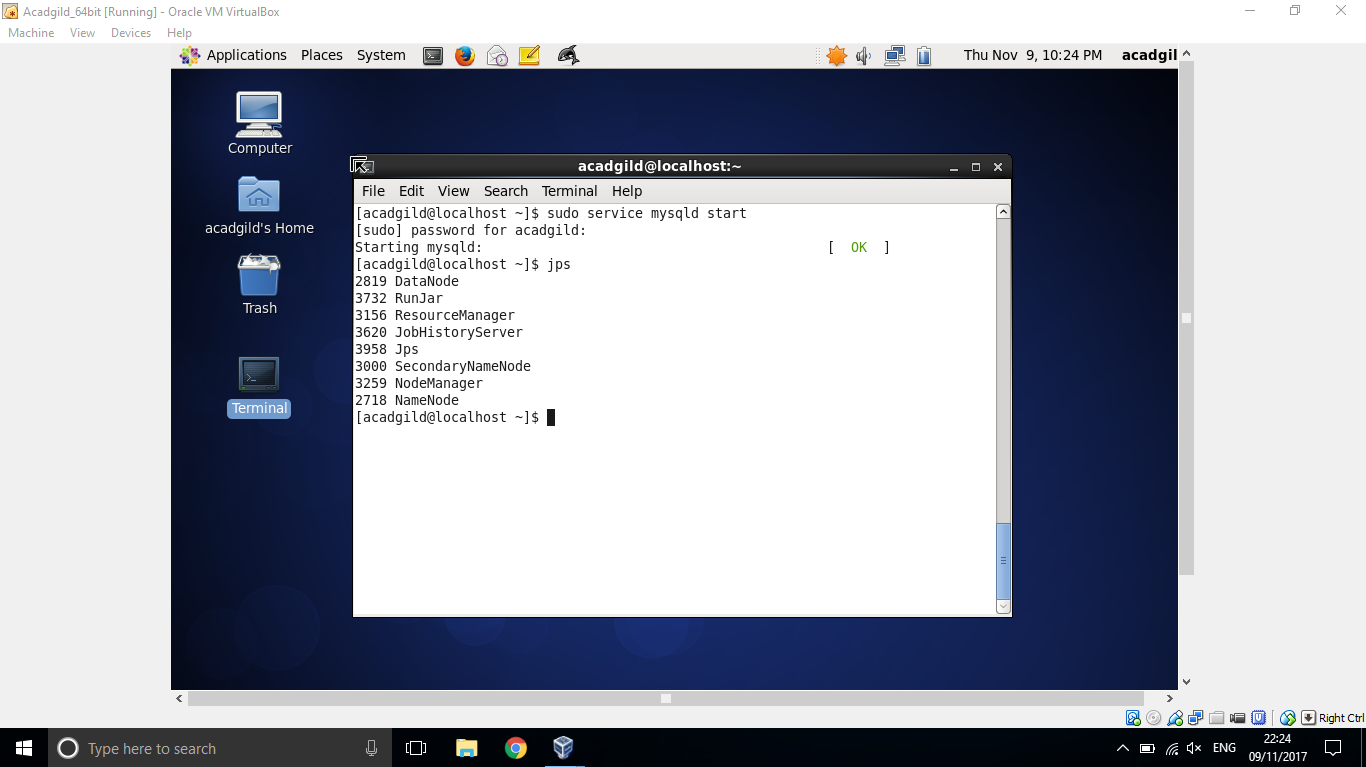 Acadgild_64bit [Running] - Oracle VM VirtualBox
Machine View Devices Help
Applications Places System
Thu Nov 9, 10:24 PM acadgil
Computer
acadgild's Home
Trash
Terminal
acadgild@localhost:~
File Edit View Search Terminal Help
[acadgild@localhost ~]$ sudo service mysqld start
[sudo] password for acadgild:
Starting mysqld: [ OK ]
[acadgild@localhost ~]$ jps
2819 DataNode
3732 RunJar
3156 ResourceManager
3620 JobHistoryServer
3958 Jps
3000 SecondaryNameNode
3259 NodeManager
2718 NameNode
[acadgild@localhost ~]$
Right Ctrl
Type here to search
ENG
22:24
09/11/2017